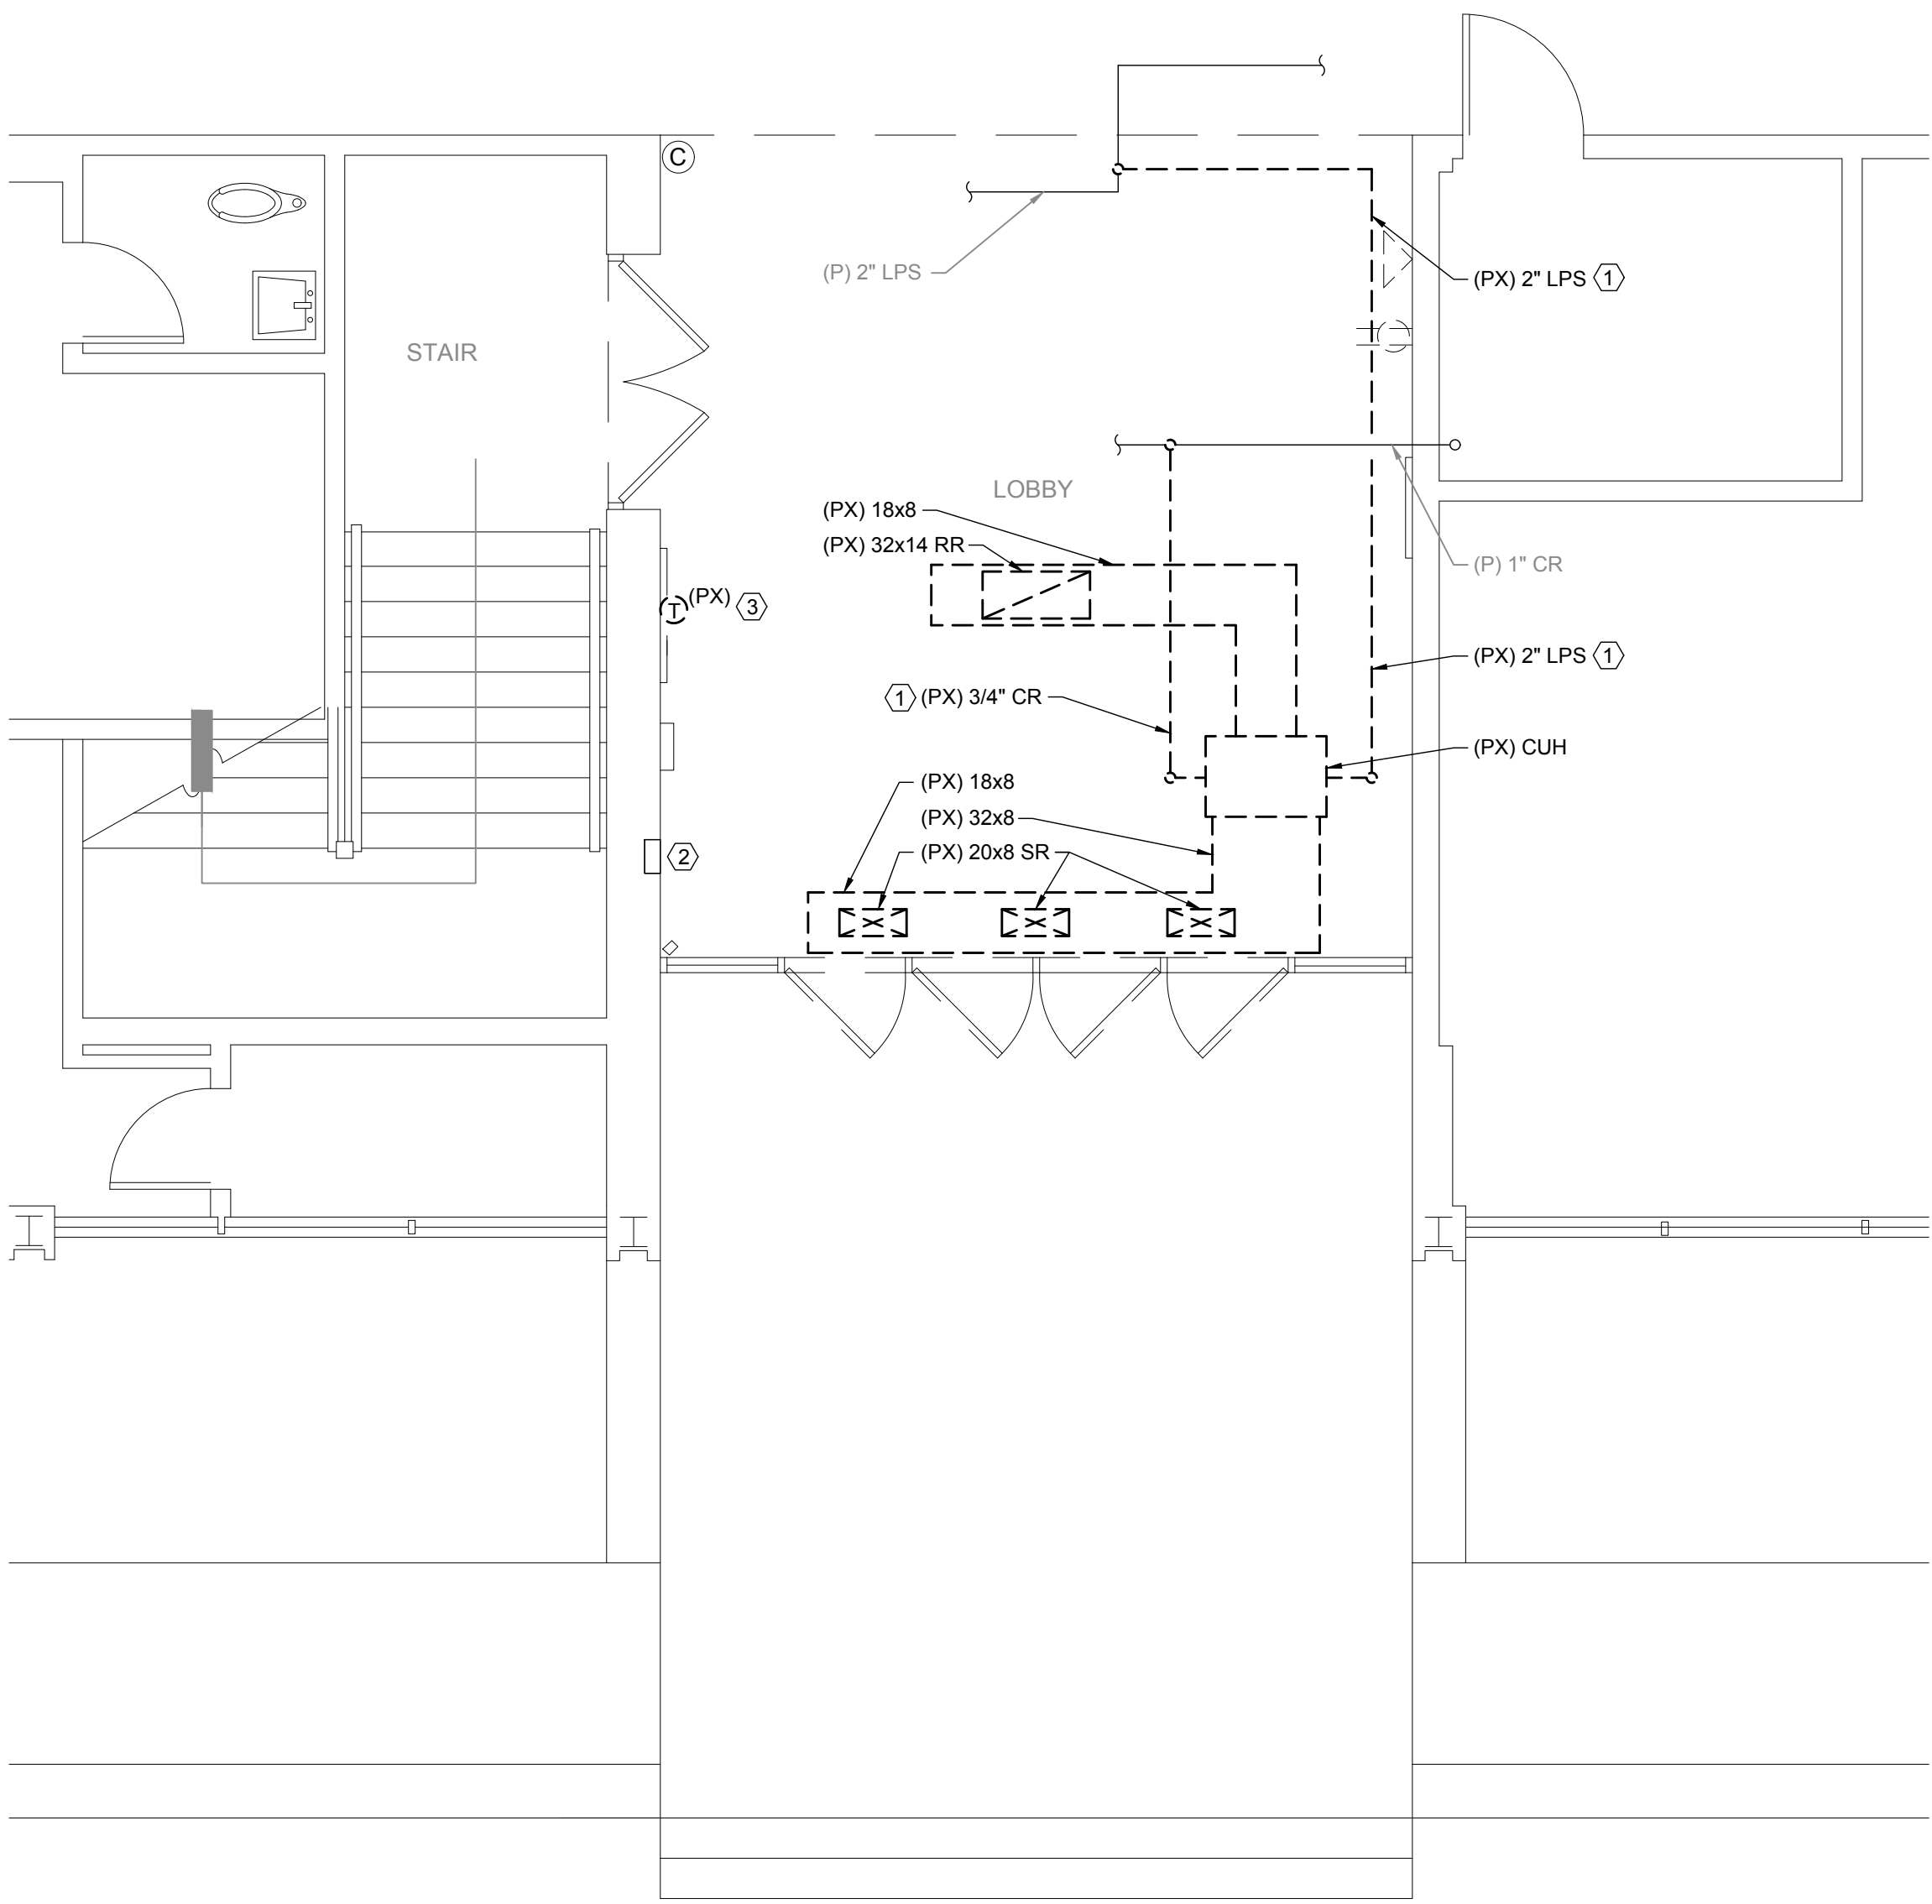 C
(P) 2" LPS
(PX) 2" LPS 1
STAIR
LOBBY
(PX) 18x8
(PX) 32x14 RR
(P) 1" CR
T (PX) 3
(PX) 2" LPS 1
1 (PX) 3/4" CR
(PX) CUH
(PX) 18x8
(PX) 32x8
(PX) 20x8 SR
2